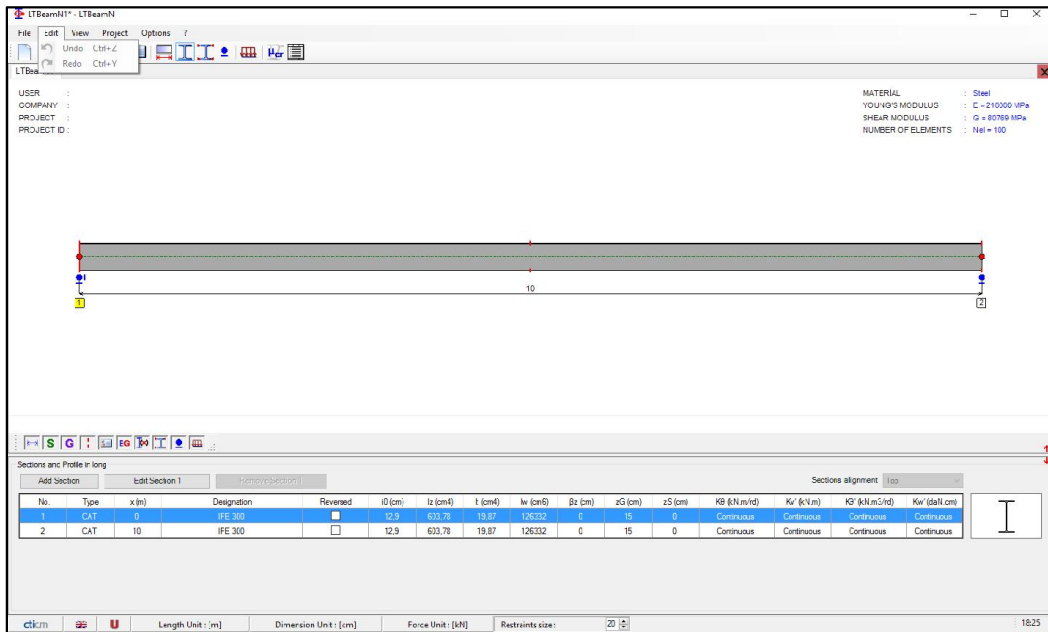 LTBeamN1* - LTBeamN
File Edit View Project Options ?
Undo Ctrl+Z
Redo Ctrl+Y
USER :
COMPANY :
PROJECT :
PROJECT ID :
MATERIAL : Steel
YOUNG'S MODULUS : E = 210000 MPa
SHEAR MODULUS : G = 80769 MPa
NUMBER OF ELEMENTS : Nel = 100
10
1 2
S G EG
Sections and Profile in long
Add Section Edit Section 1 Remove Section 1 Sections alignment Top
No. Type x (m) Designation Reversed i0 (cm) Iz (cm4) It (cm4) Iw (cm6) βz (cm) zG (cm) zS (cm) Kθ (kN.m/rd) Kv' (kN.m) Kθ' (kN.m3/rd) Kw' (daN.cm)
1 CAT 0 IPE 300 12,9 603,78 19,87 126332 0 15 0 Continuous Continuous Continuous Continuous
2 CAT 10 IPE 300 12,9 603,78 19,87 126332 0 15 0 Continuous Continuous Continuous Continuous
cticm U Length Unit : [m] Dimension Unit : [cm] Force Unit : [kN] Restraints size : 20 18:25